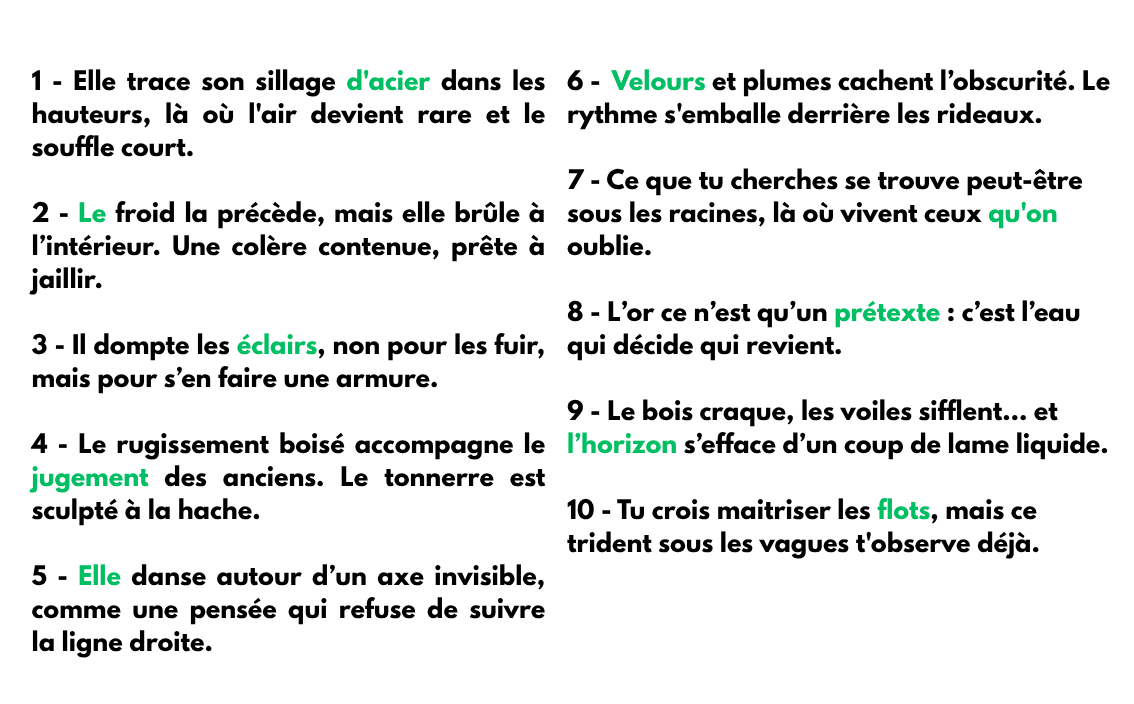 1 - Elle trace son sillage d'acier dans les
hauteurs, là où l'air devient rare et le
souffle court.
2 - Le froid la précède, mais elle brûle à
l’intérieur. Une colère contenue, prête à
jaillir.
3 - Il dompte les éclairs, non pour les fuir,
mais pour s’en faire une armure.
4 - Le rugissement boisé accompagne le
jugement des anciens. Le tonnerre est
sculpté à la hache.
5 - Elle danse autour d’un axe invisible,
comme une pensée qui refuse de suivre
la ligne droite.
6 - Velours et plumes cachent l’obscurité. Le
rythme s'emballe derrière les rideaux.
7 - Ce que tu cherches se trouve peut-être
sous les racines, là où vivent ceux qu'on
oublie.
8 - L’or ce n’est qu’un prétexte : c’est l’eau
qui décide qui revient.
9 - Le bois craque, les voiles sifflent... et
l’horizon s’efface d’un coup de lame liquide.
10 - Tu crois maitriser les flots, mais ce
trident sous les vagues t'observe déjà.